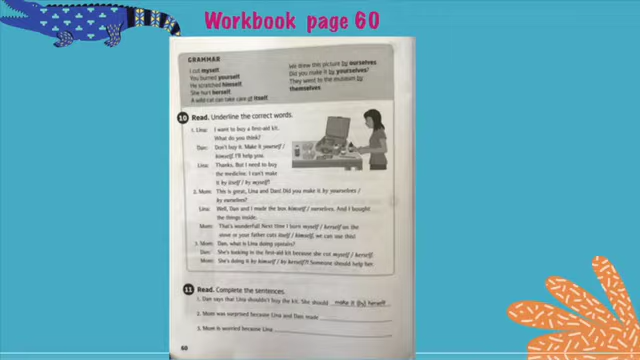 Workbook page 60
GRAMMAR
I cut myself.
You burned yourself.
He scratched himself.
She hurt herself.
A wild cat can take care of itself.
We drew this picture by ourselves.
Did you make it by yourselves?
They went to the museum by
themselves.
10 Read. Underline the correct words.
1. Lina: I want to buy a first-aid kit.
What do you think?
Dan: Don't buy it. Make it yourself /
himself. I'll help you.
Lina: Thanks. But I need to buy
the medicine. I can't make
it by itself / by myself!
2. Mom: This is great, Lina and Dan! Did you make it by yourselves /
by ourselves?
Lina: Well, Dan and I made the box himself / ourselves. And I bought
the things inside.
Mom: That's wonderful! Next time I burn myself / herself on the
stove or your father cuts itself / himself, we can use this!
3. Mom: Dan, what is Lina doing upstairs?
Dan: She's looking in the first-aid kit because she cut myself / herself.
Mom: She's doing it by himself / by herself?! Someone should help her.
11 Read. Complete the sentences.
1. Dan says that Lina shouldn't buy the kit. She should make it (by) herself.
2. Mom was surprised because Lina and Dan made
3. Mom is worried because Lina
60